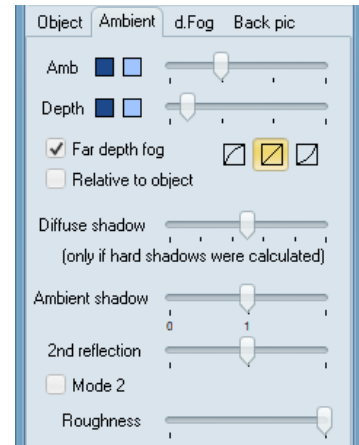 Object Ambient d.Fog Back pic
Amb
Depth
Far depth fog
Relative to object
Diffuse shadow
(only if hard shadows were calculated)
Ambient shadow
0 1
2nd reflection
Mode 2
Roughness